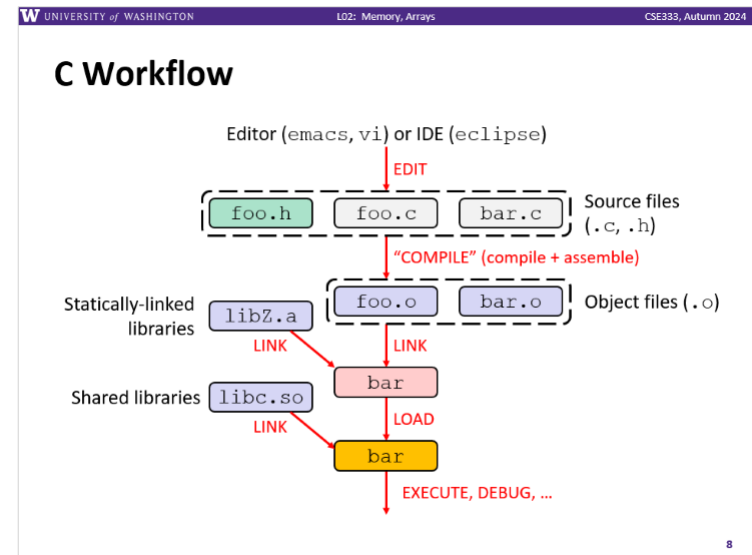 W UNIVERSITY of WASHINGTON L02: Memory, Arrays CSE333, Autumn 2024
C Workflow
Editor (emacs, vi) or IDE (eclipse)
EDIT
foo.h foo.c bar.c
Source files
(.c, .h)
“COMPILE” (compile + assemble)
Statically-linked
libraries
libZ.a
foo.o bar.o
Object files (.o)
LINK LINK
bar
Shared libraries libc.so
LINK
LOAD
bar
EXECUTE, DEBUG, …
8